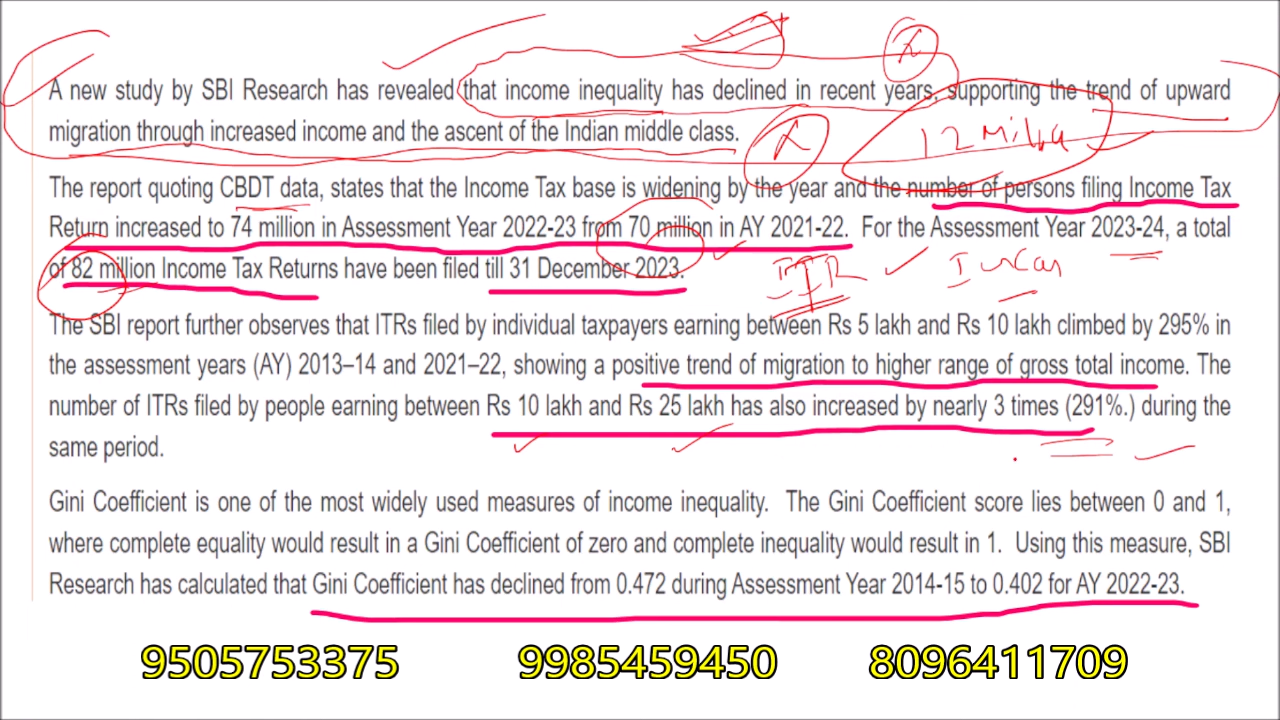 A new study by SBI Research has revealed that income inequality has declined in recent years, supporting the trend of upward
migration through increased income and the ascent of the Indian middle class.
12
The report quoting CBDT data, states that the Income Tax base is widening by the year and the number of persons filing Income Tax
Return increased to 74 million in Assessment Year 2022-23 from 70 million in AY 2021-22. For the Assessment Year 2023-24, a total
of 82 million Income Tax Returns have been filed till 31 December 2023.
ITR
The SBI report further observes that ITRs filed by individual taxpayers earning between Rs 5 lakh and Rs 10 lakh climbed by 295% in
the assessment years (AY) 2013–14 and 2021–22, showing a positive trend of migration to higher range of gross total income. The
number of ITRs filed by people earning between Rs 10 lakh and Rs 25 lakh has also increased by nearly 3 times (291%.) during the
same period.
Gini Coefficient is one of the most widely used measures of income inequality. The Gini Coefficient score lies between 0 and 1,
where complete equality would result in a Gini Coefficient of zero and complete inequality would result in 1. Using this measure, SBI
Research has calculated that Gini Coefficient has declined from 0.472 during Assessment Year 2014-15 to 0.402 for AY 2022-23.
9505753375 9985459450 8096411709